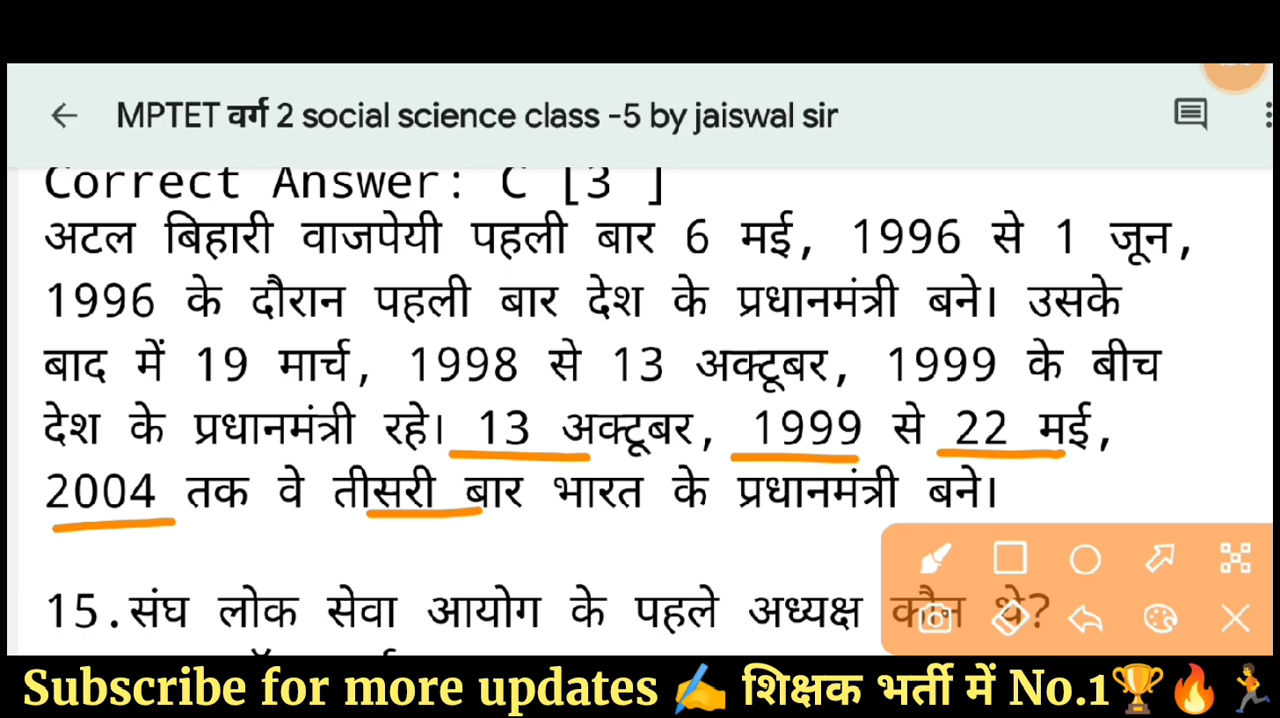 MPTET वर्ग 2 social science class -5 by jaiswal sir
Correct Answer: C [3 ]
अटल बिहारी वाजपेयी पहली बार 6 मई, 1996 से 1 जून,
1996 के दौरान पहली बार देश के प्रधानमंत्री बने। उसके
बाद में 19 मार्च, 1998 से 13 अक्टूबर, 1999 के बीच
देश के प्रधानमंत्री रहे। 13 अक्टूबर, 1999 से 22 मई,
2004 तक वे तीसरी बार भारत के प्रधानमंत्री बने।
15.संघ लोक सेवा आयोग के पहले अध्यक्ष कौन थे?
Subscribe for more updates ✍️ शिक्षक भर्ती में No.1🏆🔥🏃